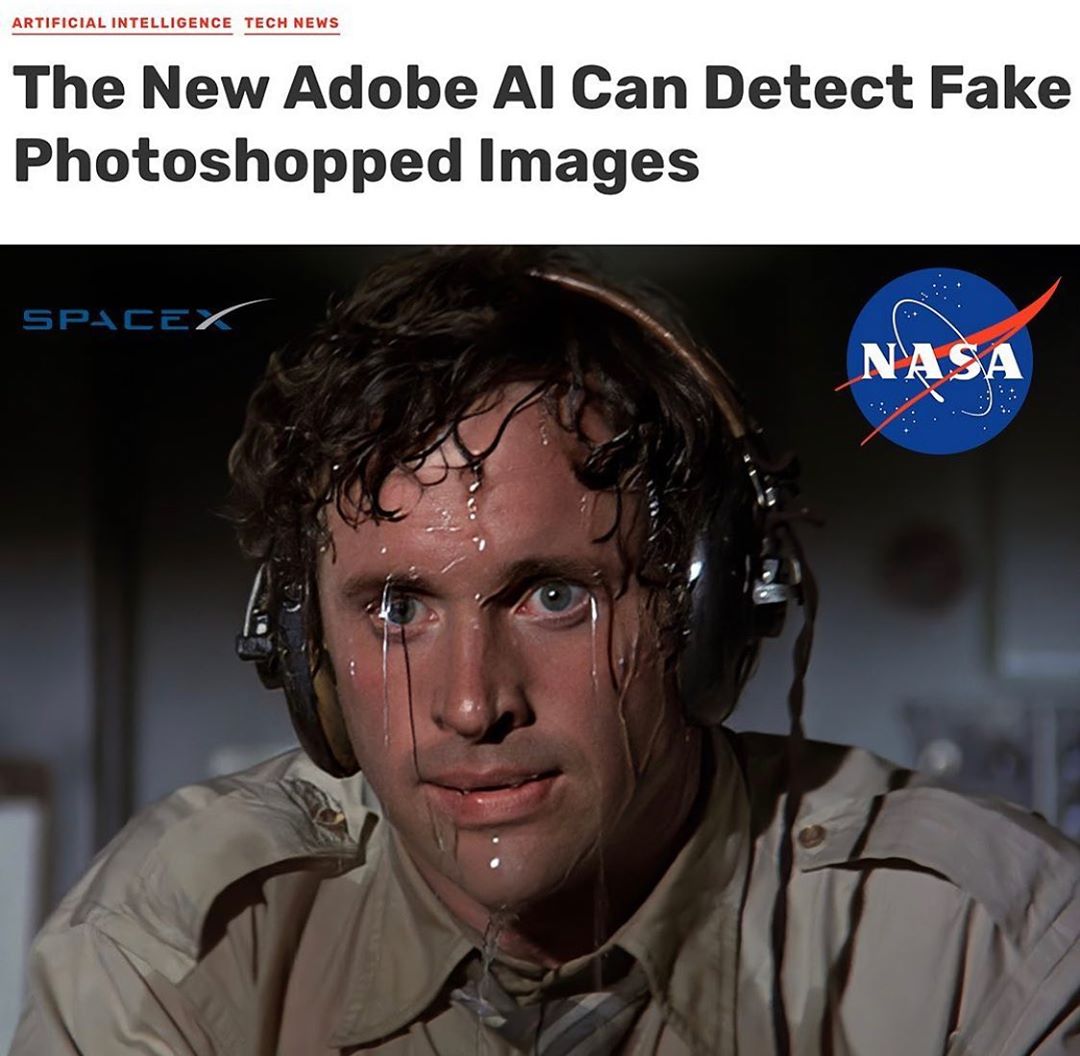 ARTIFICIAL INTELLIGENCE TECH NEWS
The New Adobe AI Can Detect Fake
Photoshopped Images
SPACEX
NASA